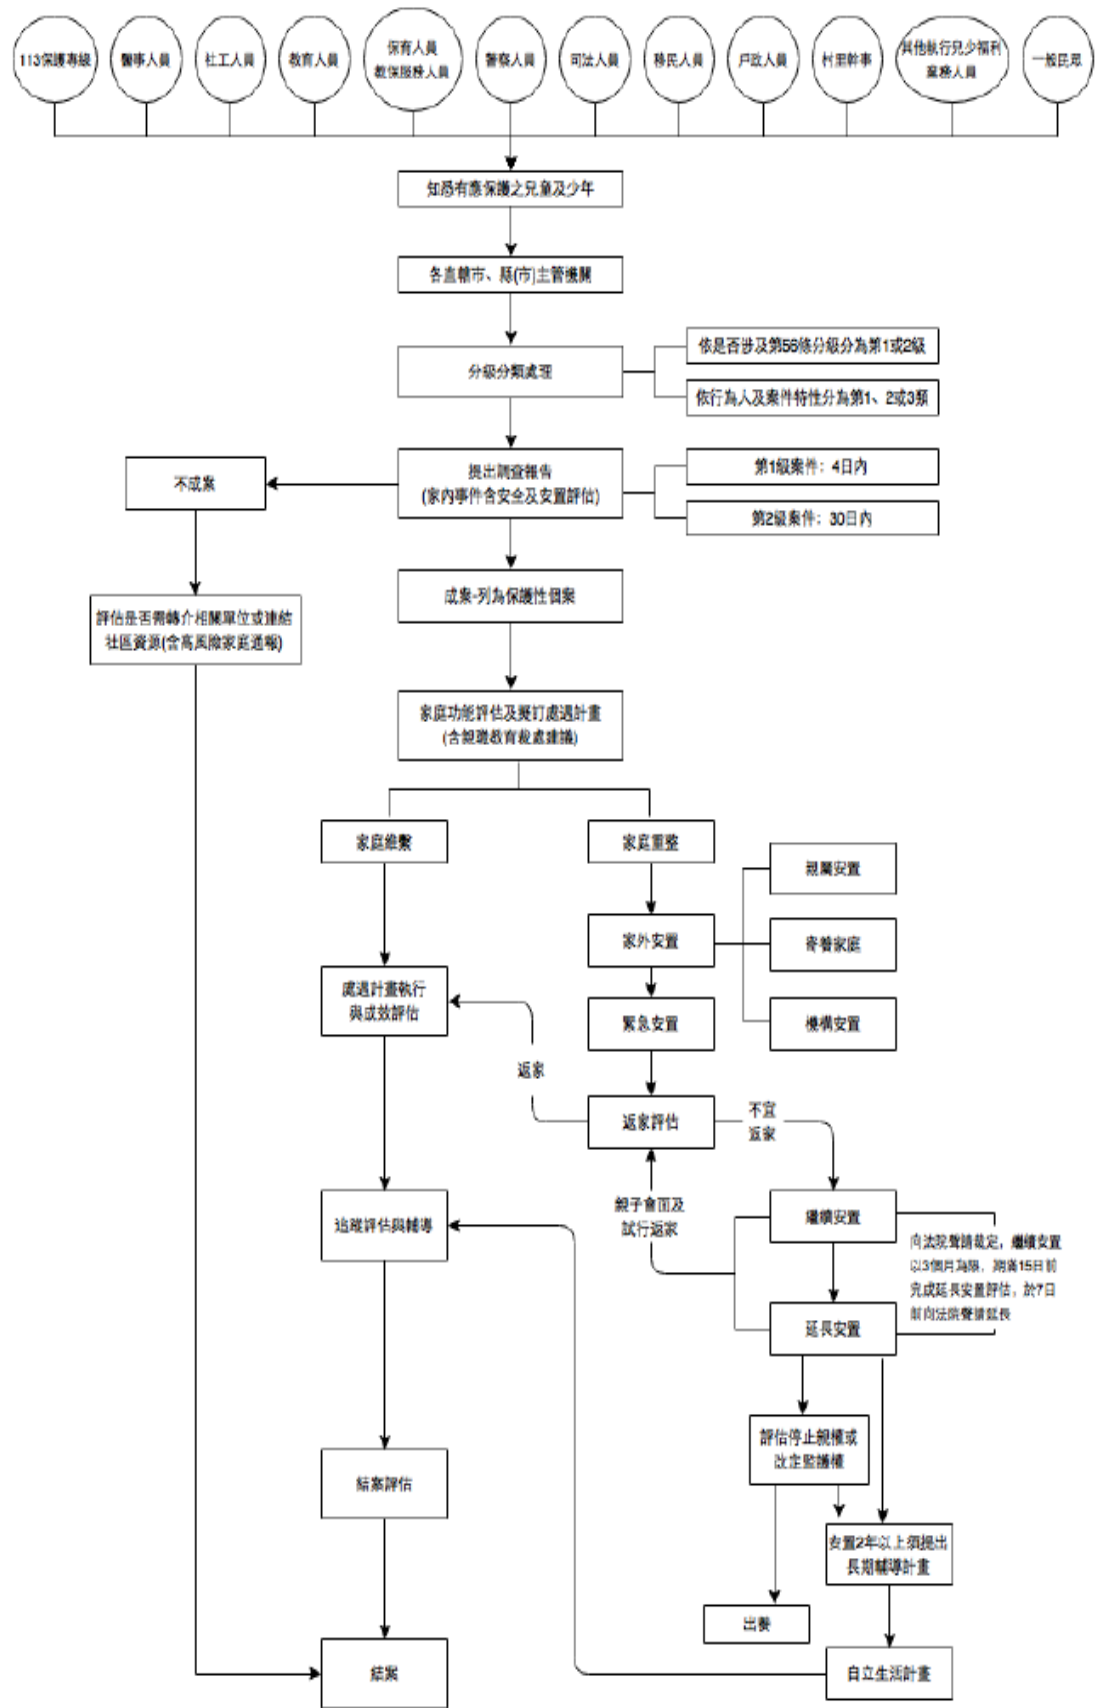 113保護專線
醫事人員
社工人員
教育人員
保育人員
教保服務人員
警察人員
司法人員
移民人員
戶政人員
村里幹事
其他執行兒少福利
業務人員
一般民眾
知悉有應保護之兒童及少年
各直轄市、縣(市)主管機關
分級分類處理
依是否涉及第56條分級分為第1或2級
依行為人及案件特性分為第1、2或3類
提出調查報告
(家內事件含安全及安置評估)
第1級案件：4日內
第2級案件：30日內
不成案
成案-列為保護性個案
評估是否需轉介相關單位或連結
社區資源(含高風險家庭通報)
家庭功能評估及擬訂處遇計畫
(含親職教育裁處建議)
家庭維繫
家庭重整
親屬安置
家外安置
寄養家庭
處遇計畫執行
與成效評估
緊急安置
機構安置
返家
返家評估
不宜
返家
追蹤評估與輔導
親子會面及
試行返家
繼續安置
向法院聲請裁定，繼續安置
以3個月為限，期滿15日前
完成延長安置評估，於7日
前向法院聲請延長
延長安置
評估停止親權或
改定監護權
結案評估
安置2年以上須提出
長期輔導計畫
出養
結案
自立生活計畫